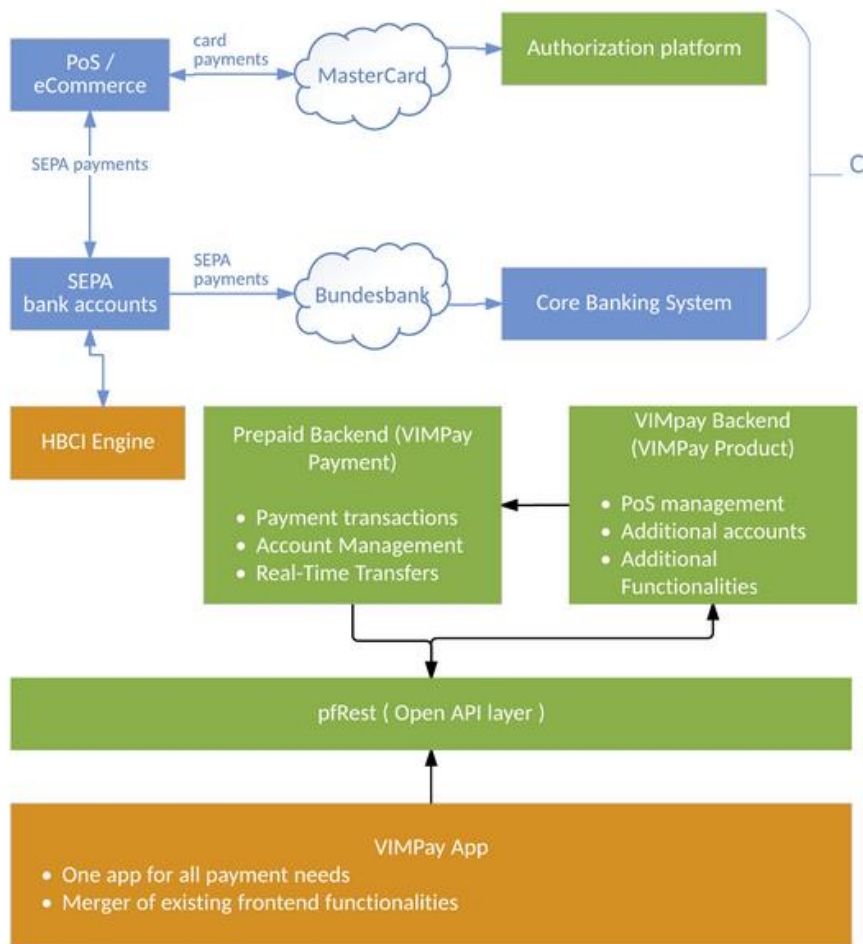 card
payments
PoS /
eCommerce
MasterCard
Authorization platform
SEPA payments
C
SEPA
bank accounts
SEPA
payments
Bundesbank
Core Banking System
HBCI Engine
Prepaid Backend (VIMPay
Payment)
• Payment transactions
• Account Management
• Real-Time Transfers
VIMpay Backend
(VIMPay Product)
• PoS management
• Additional accounts
• Additional
Functionalities
pfRest ( Open API layer )
VIMPay App
• One app for all payment needs
• Merger of existing frontend functionalities